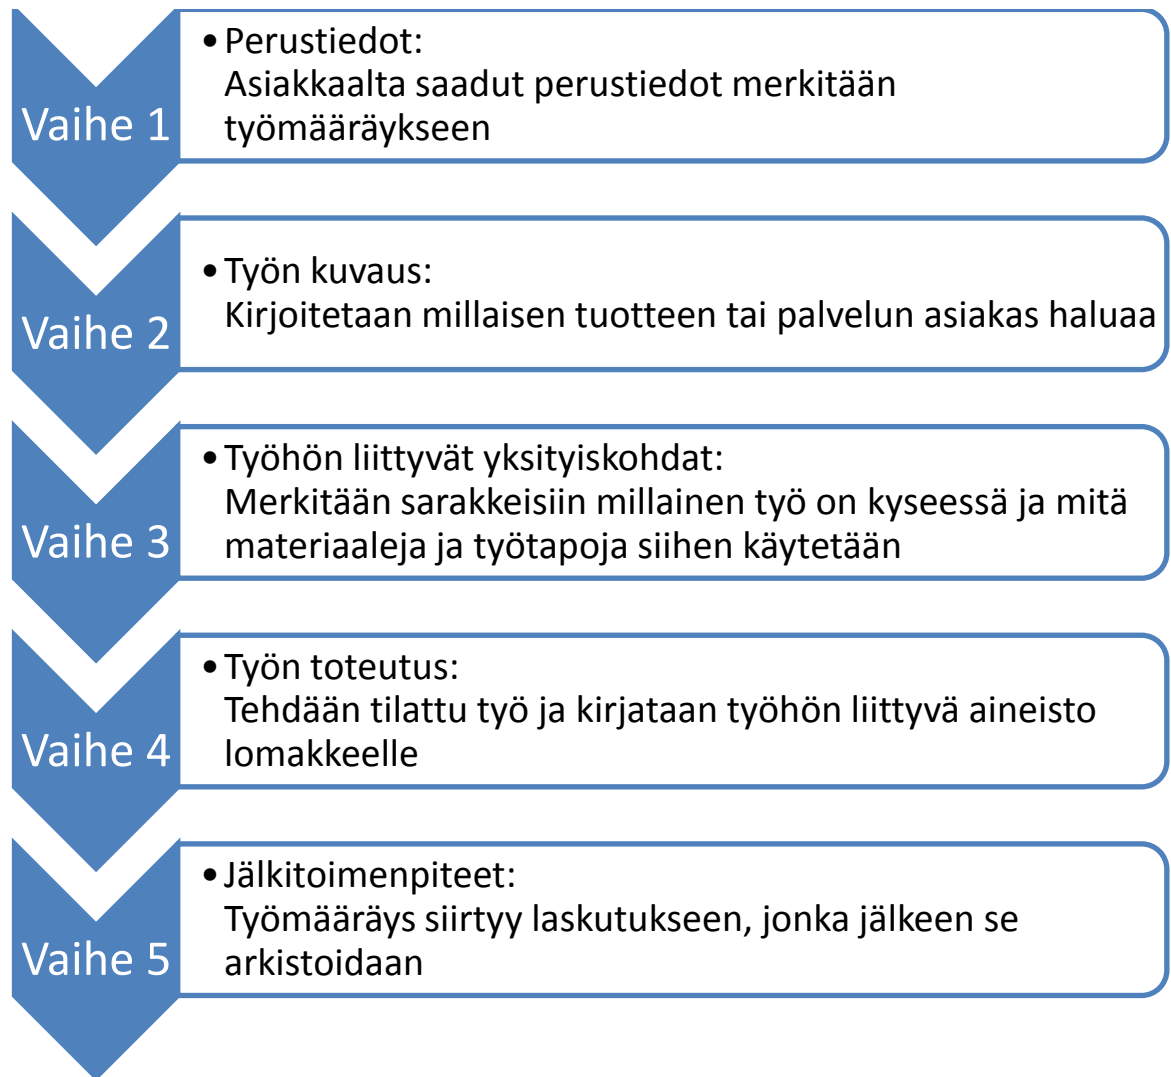 Vaihe 1
• Perustiedot:
Asiakkaalta saadut perustiedot merkitään
työmääräykseen
Vaihe 2
• Työn kuvaus:
Kirjoitetaan millaisen tuotteen tai palvelun asiakas haluaa
Vaihe 3
• Työhön liittyvät yksityiskohdat:
Merkitään sarakkeisiin millainen työ on kyseessä ja mitä
materiaaleja ja työtapoja siihen käytetään
Vaihe 4
• Työn toteutus:
Tehdään tilattu työ ja kirjataan työhön liittyvä aineisto
lomakkeelle
Vaihe 5
• Jälkitoimenpiteet:
Työmääräys siirtyy laskutukseen, jonka jälkeen se
arkistoidaan